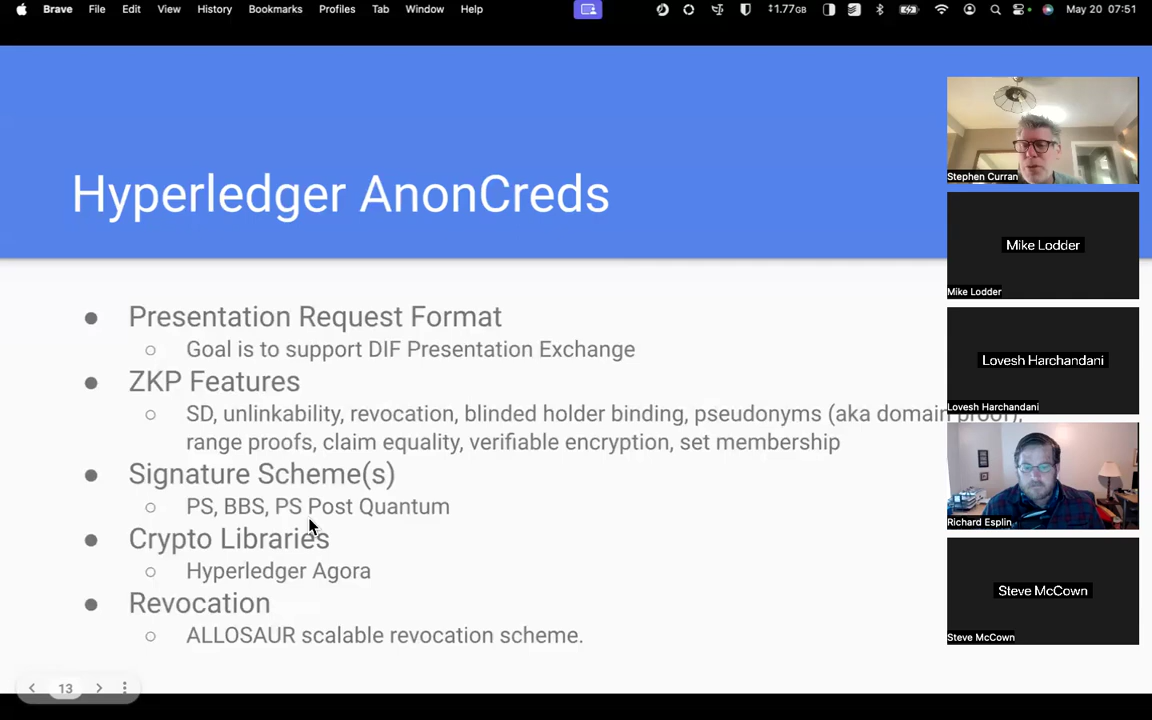 Brave File Edit View History Bookmarks Profiles Tab Window Help 1.77GB May 20 07:51
Hyperledger AnonCreds
Presentation Request Format
Goal is to support DIF Presentation Exchange
ZKP Features
SD, unlinkability, revocation, blinded holder binding, pseudonyms (aka domain proof),
range proofs, claim equality, verifiable encryption, set membership
Signature Scheme(s)
PS, BBS, PS Post Quantum
Crypto Libraries
Hyperledger Agora
Revocation
ALLOSAUR scalable revocation scheme.
13
Stephen Curran
Mike Lodder
Mike Lodder
Lovesh Harchandani
Lovesh Harchandani
Richard Esplin
Steve McCown
Steve McCown